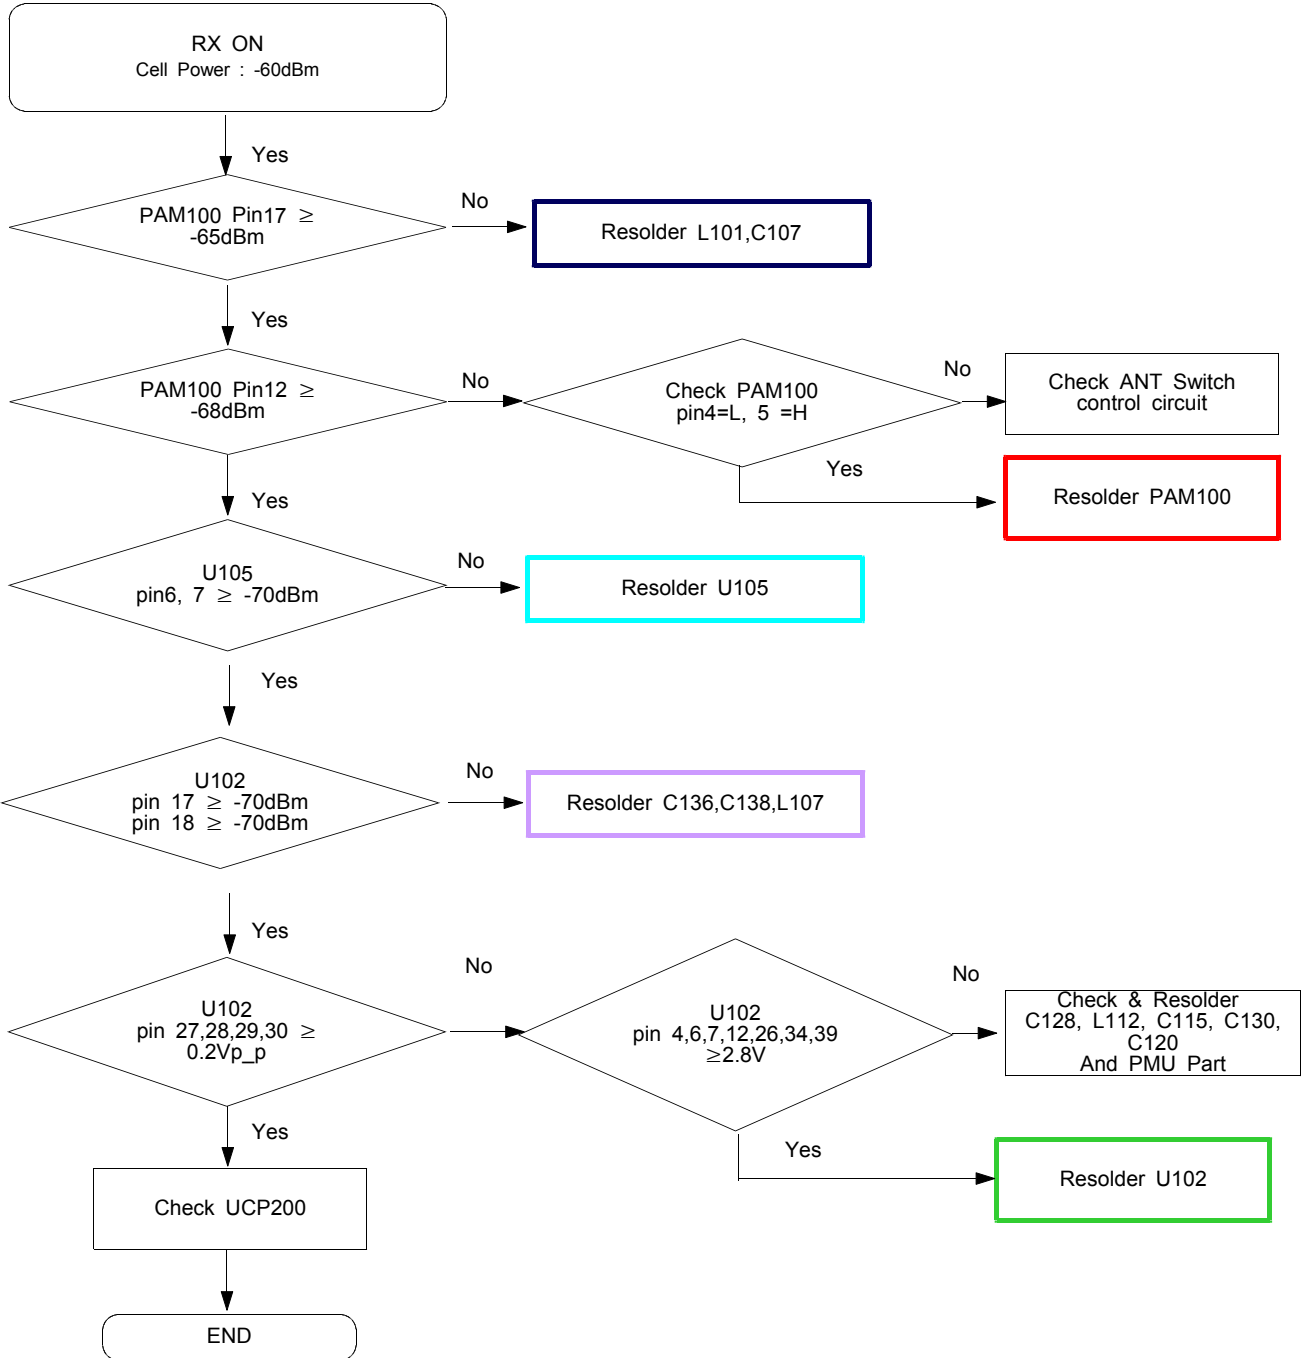 RX ON
Cell Power : -60dBm
Yes
PAM100 Pin17 ≥
-65dBm
No
Resolder L101,C107
Yes
PAM100 Pin12 ≥
-68dBm
No
Check PAM100
pin4=L, 5 =H
No
Check ANT Switch
control circuit
Yes
Resolder PAM100
Yes
U105
pin6, 7 ≥ -70dBm
No
Resolder U105
Yes
U102
pin 17 ≥ -70dBm
pin 18 ≥ -70dBm
No
Resolder C136,C138,L107
Yes
U102
pin 27,28,29,30 ≥
0.2Vp_p
No
U102
pin 4,6,7,12,26,34,39
≥2.8V
No
Check & Resolder
C128, L112, C115, C130,
C120
And PMU Part
Yes
Resolder U102
Yes
Check UCP200
END